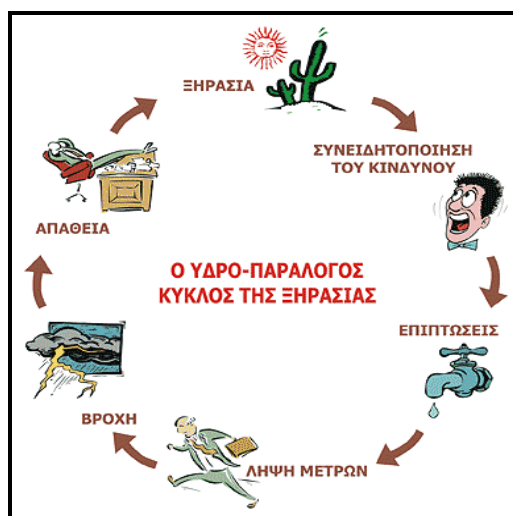 ΞΗΡΑΣΙΑ
ΣΥΝΕΙΔΗΤΟΠΟΙΗΣΗ
ΤΟΥ ΚΙΝΔΥΝΟΥ
ΑΠΑΘΕΙΑ
Ο ΥΔΡΟ-ΠΑΡΑΛΟΓΟΣ
ΚΥΚΛΟΣ ΤΗΣ ΞΗΡΑΣΙΑΣ
ΕΠΙΠΤΩΣΕΙΣ
ΒΡΟΧΗ
ΛΗΨΗ ΜΕΤΡΩΝ